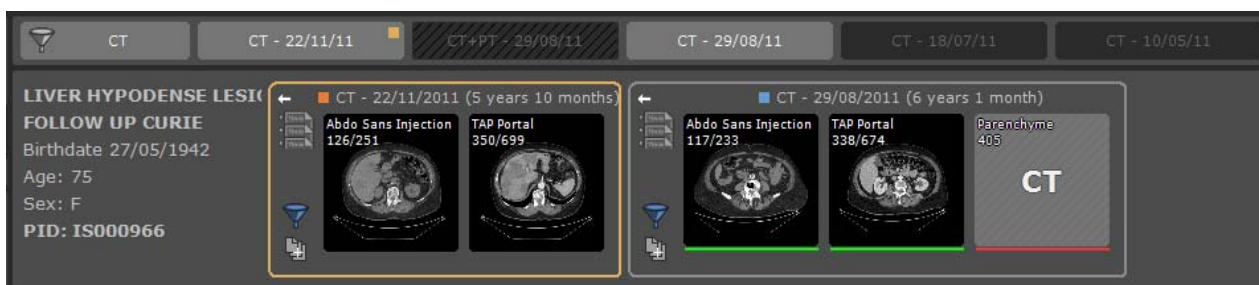 CT
CT - 22/11/11
CT+PT - 29/08/11
CT - 29/08/11
CT - 18/07/11
CT - 10/05/11
LIVER HYPODENSE LESI
FOLLOW UP CURIE
Birthdate 27/05/1942
Age: 75
Sex: F
PID: IS000966
CT - 22/11/2011 (5 years 10 months)
Abdo Sans Injection
126/251
TAP Portal
350/699
CT - 29/08/2011 (6 years 1 month)
Abdo Sans Injection
117/233
TAP Portal
338/674
Parenchyme
405
CT